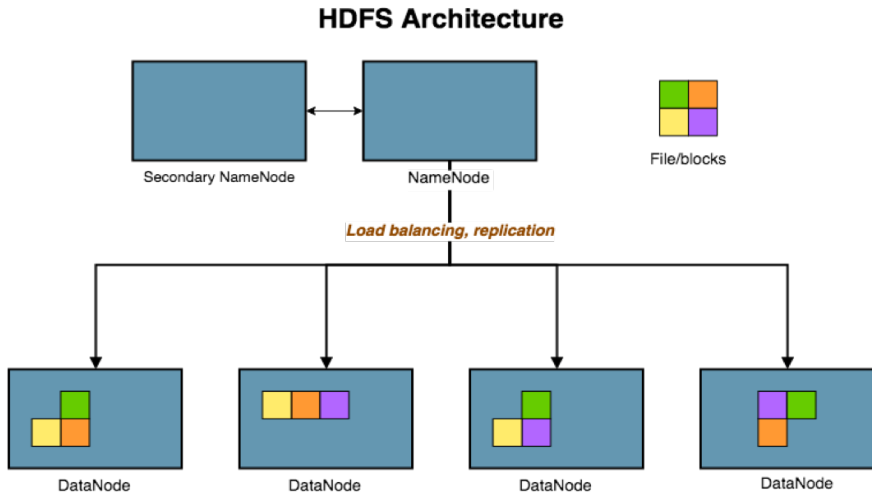 HDFS Architecture
Secondary NameNode
NameNode
File/blocks
Load balancing, replication
DataNode
DataNode
DataNode
DataNode